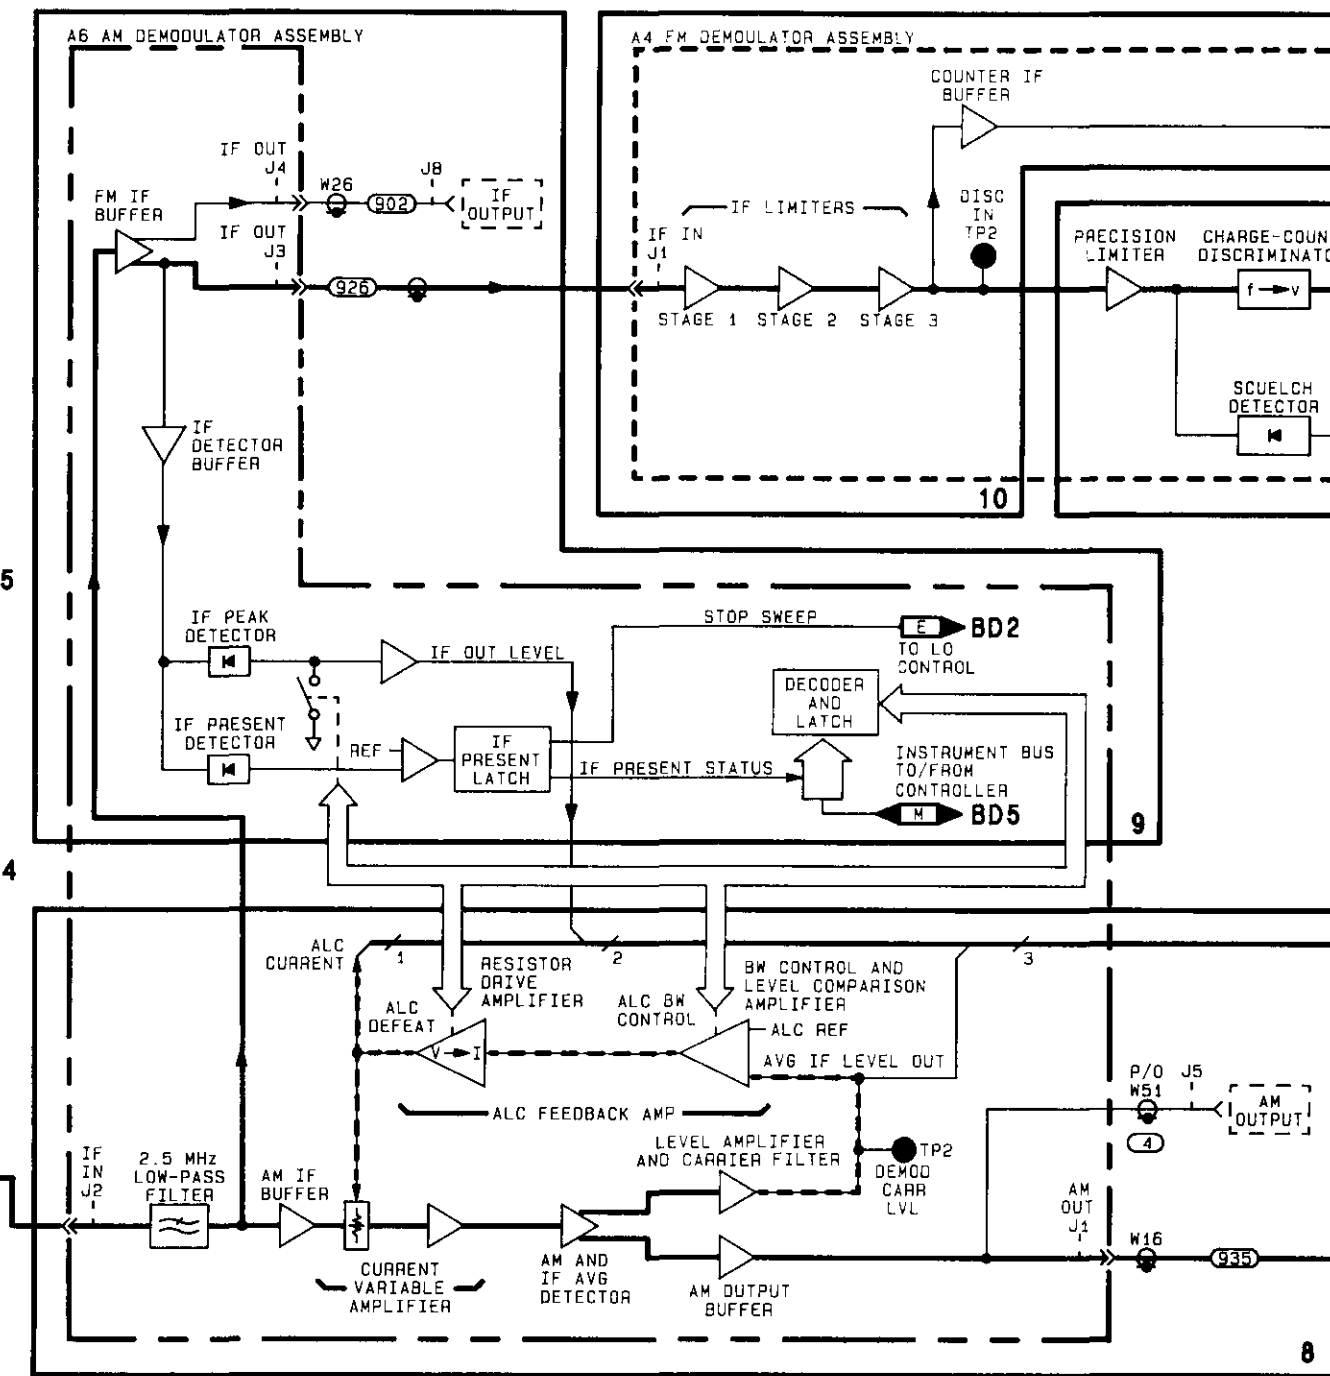 A6 AM DEMODULATOR ASSEMBLY
IF OUT
J4
W26
902
J8
IF
OUTPUT
FM IF
BUFFER
IF OUT
J3
926
IF
DETECTOR
BUFFER
A4 FM DEMOULATOR ASSEMBLY
COUNTER IF
BUFFER
IF LIMITERS
DISC
IN
TP2
IF IN
J1
STAGE 1
STAGE 2
STAGE 3
PRECISION
LIMITER
CHARGE-COUN
DISCRIMINATO
f
v
SCUELCH
DETECTOR
10
5
IF PEAK
DETECTOR
IF OUT LEVEL
STOP SWEEP
E
BD2
TO LO
CONTROL
DECODER
AND
LATCH
IF PRESENT
DETECTOR
REF
IF
PRESENT
LATCH
IF PRESENT STATUS
INSTRUMENT BUS
TO/FROM
CONTROLLER
M
BD5
9
4
ALC
CURRENT
1
2
3
RESISTOR
DRIVE
AMPLIFIER
ALC
DEFEAT
V
I
ALC BW
CONTROL
BW CONTROL AND
LEVEL COMPARISON
AMPLIFIER
ALC REF
AVG IF LEVEL OUT
ALC FEEDBACK AMP
P/O
W51
J5
4
AM
OUTPUT
LEVEL AMPLIFIER
AND CARRIER FILTER
TP2
DEMOD
CARR
LVL
IF
IN
J2
2.5 MHz
LOW-PASS
FILTER
AM IF
BUFFER
CURRENT
VARIABLE
AMPLIFIER
AM AND
IF AVG
DETECTOR
AM OUTPUT
BUFFER
AM
OUT
J1
W16
935
8